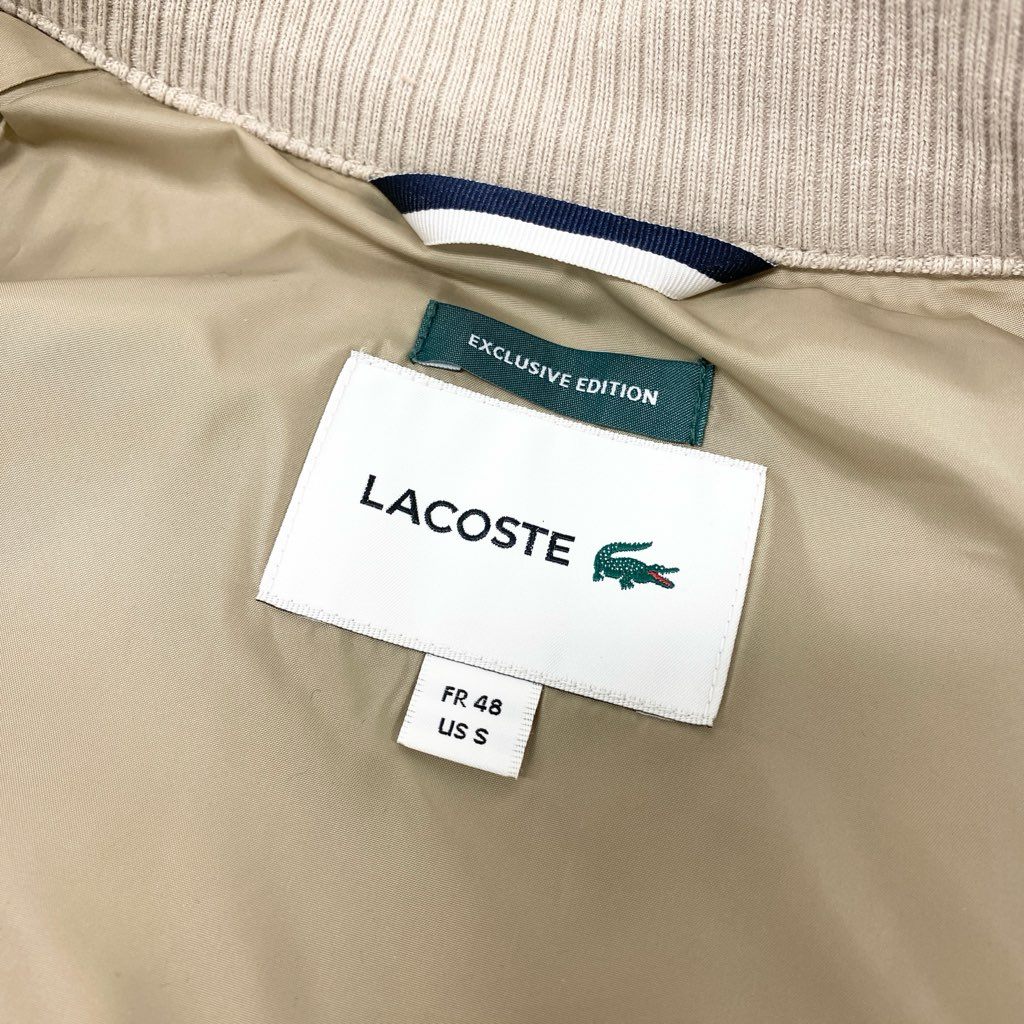 EXCLUSIVE EDITION
LACOSTE
FR 48
US S